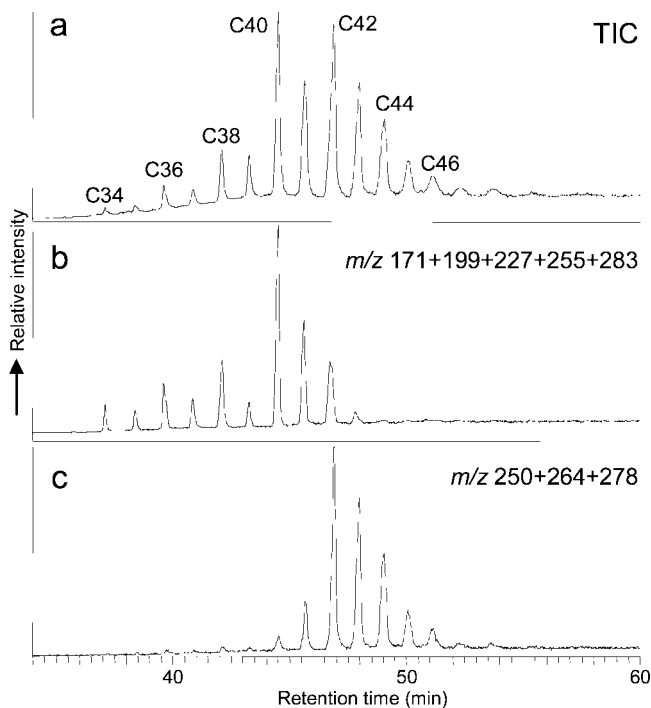 a
C40
C42
TIC
C44
C38
C36
C46
C34
Relative intensity
b
m/z 171+199+227+255+283
c
m/z 250+264+278
40
50
60
Retention time (min)